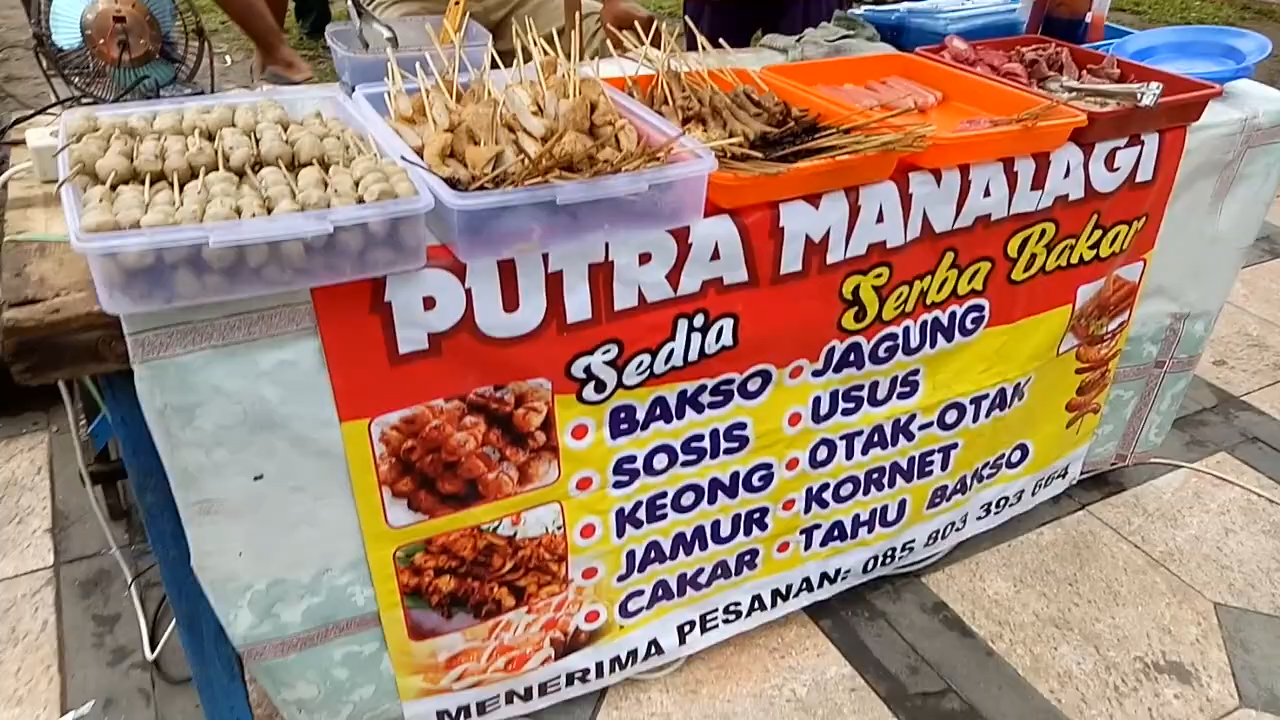 PUTRA MANALAGI
Serba Bakar
Sedia
• BAKSO • JAGUNG
• SOSIS • USUS
• KEONG • OTAK-OTAK
• JAMUR • KORNET
• CAKAR • TAHU BAKSO
MENERIMA PESANAN: 085 803 393 664